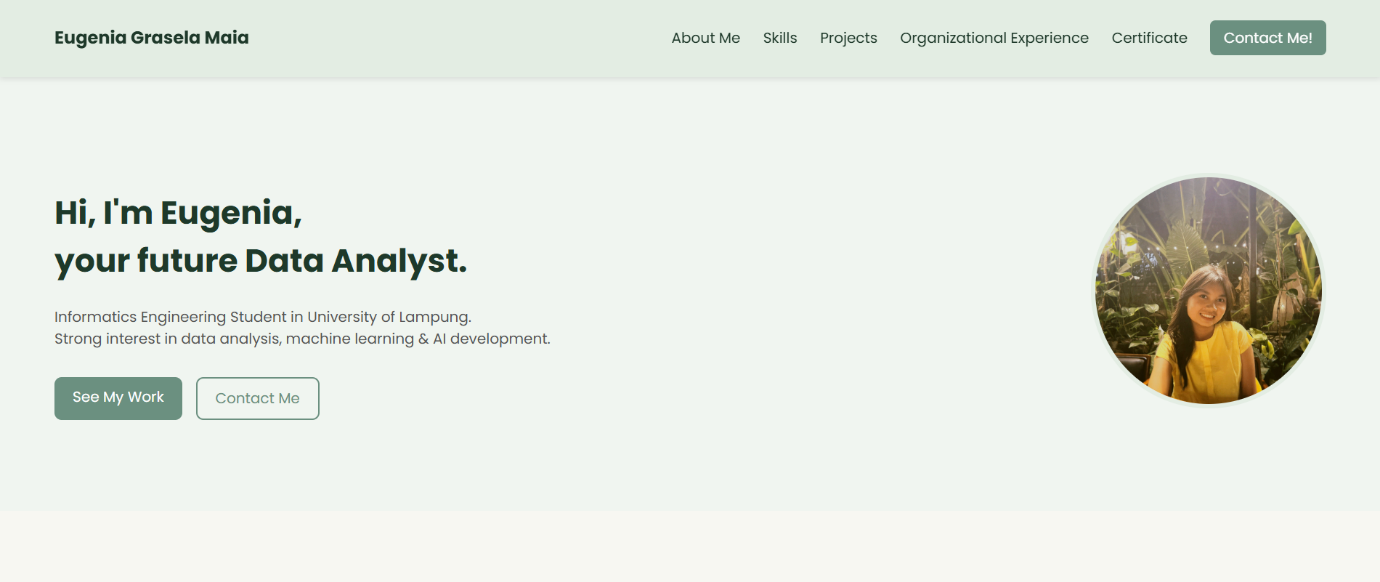 Eugenia Grasela Maia
About Me Skills Projects Organizational Experience Certificate Contact Me!
Hi, I'm Eugenia,
your future Data Analyst.
Informatics Engineering Student in University of Lampung.
Strong interest in data analysis, machine learning & AI development.
See My Work Contact Me